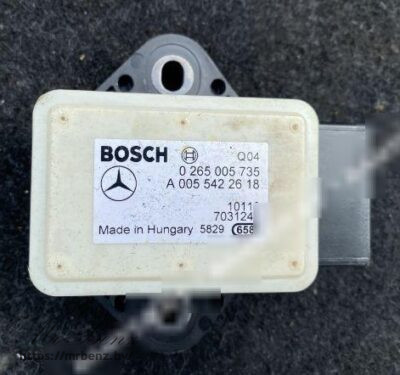 BOSCH Q04
0 265 005 735
A 005 542 26 18
Made in Hungary 5829